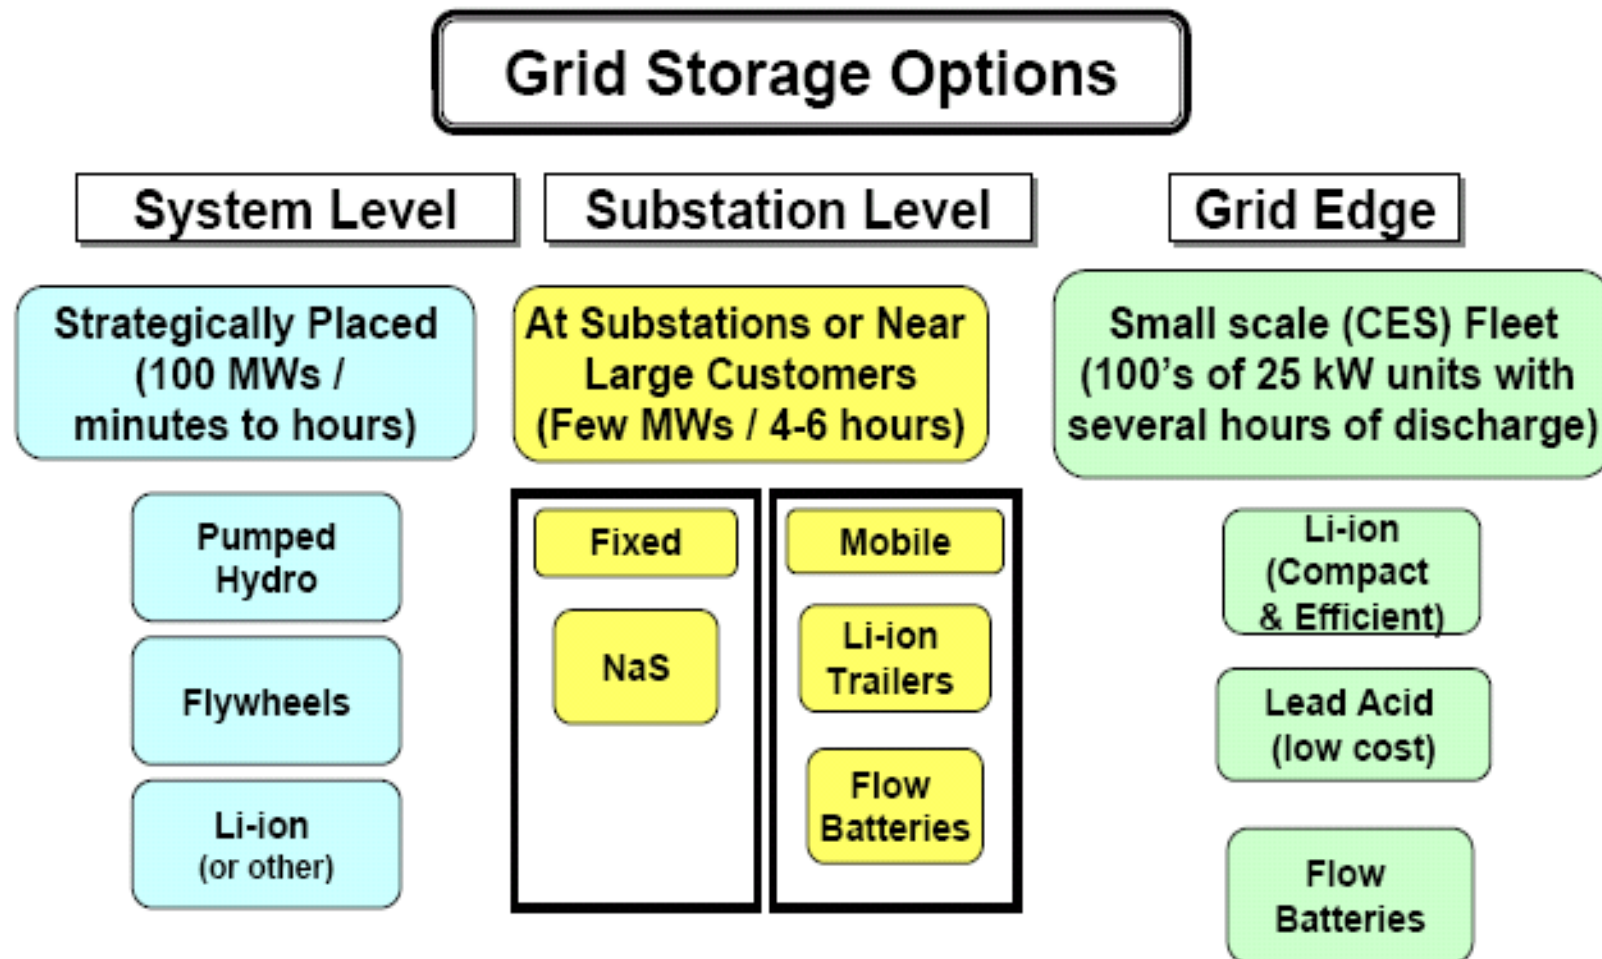 Grid Storage Options
System Level
Substation Level
Grid Edge
Strategically Placed
(100 MWs /
minutes to hours)
At Substations or Near
Large Customers
(Few MWs / 4-6 hours)
Small scale (CES) Fleet
(100's of 25 kW units with
several hours of discharge)
Pumped
Hydro
Flywheels
Li-ion
(or other)
Fixed
NaS
Mobile
Li-ion
Trailers
Flow
Batteries
Li-ion
(Compact
& Efficient)
Lead Acid
(low cost)
Flow
Batteries